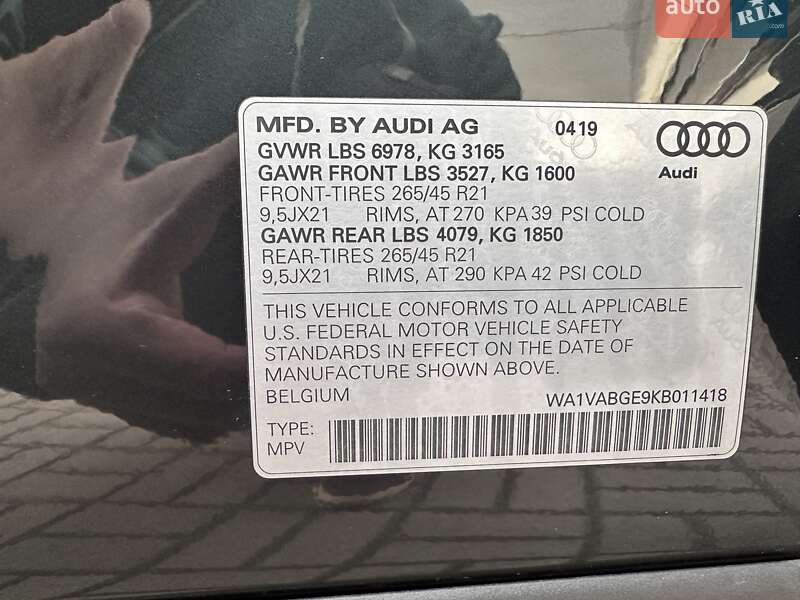 auto RIA.com
MFD. BY AUDI AG 0419
GVWR LBS 6978, KG 3165
GAWR FRONT LBS 3527, KG 1600
FRONT-TIRES 265/45 R21
9,5JX21 RIMS, AT 270 KPA 39 PSI COLD
GAWR REAR LBS 4079, KG 1850
REAR-TIRES 265/45 R21
9,5JX21 RIMS, AT 290 KPA 42 PSI COLD
Audi
THIS VEHICLE CONFORMS TO ALL APPLICABLE
U.S. FEDERAL MOTOR VEHICLE SAFETY
STANDARDS IN EFFECT ON THE DATE OF
MANUFACTURE SHOWN ABOVE.
BELGIUM WA1VABGE9KB011418
TYPE:
MPV